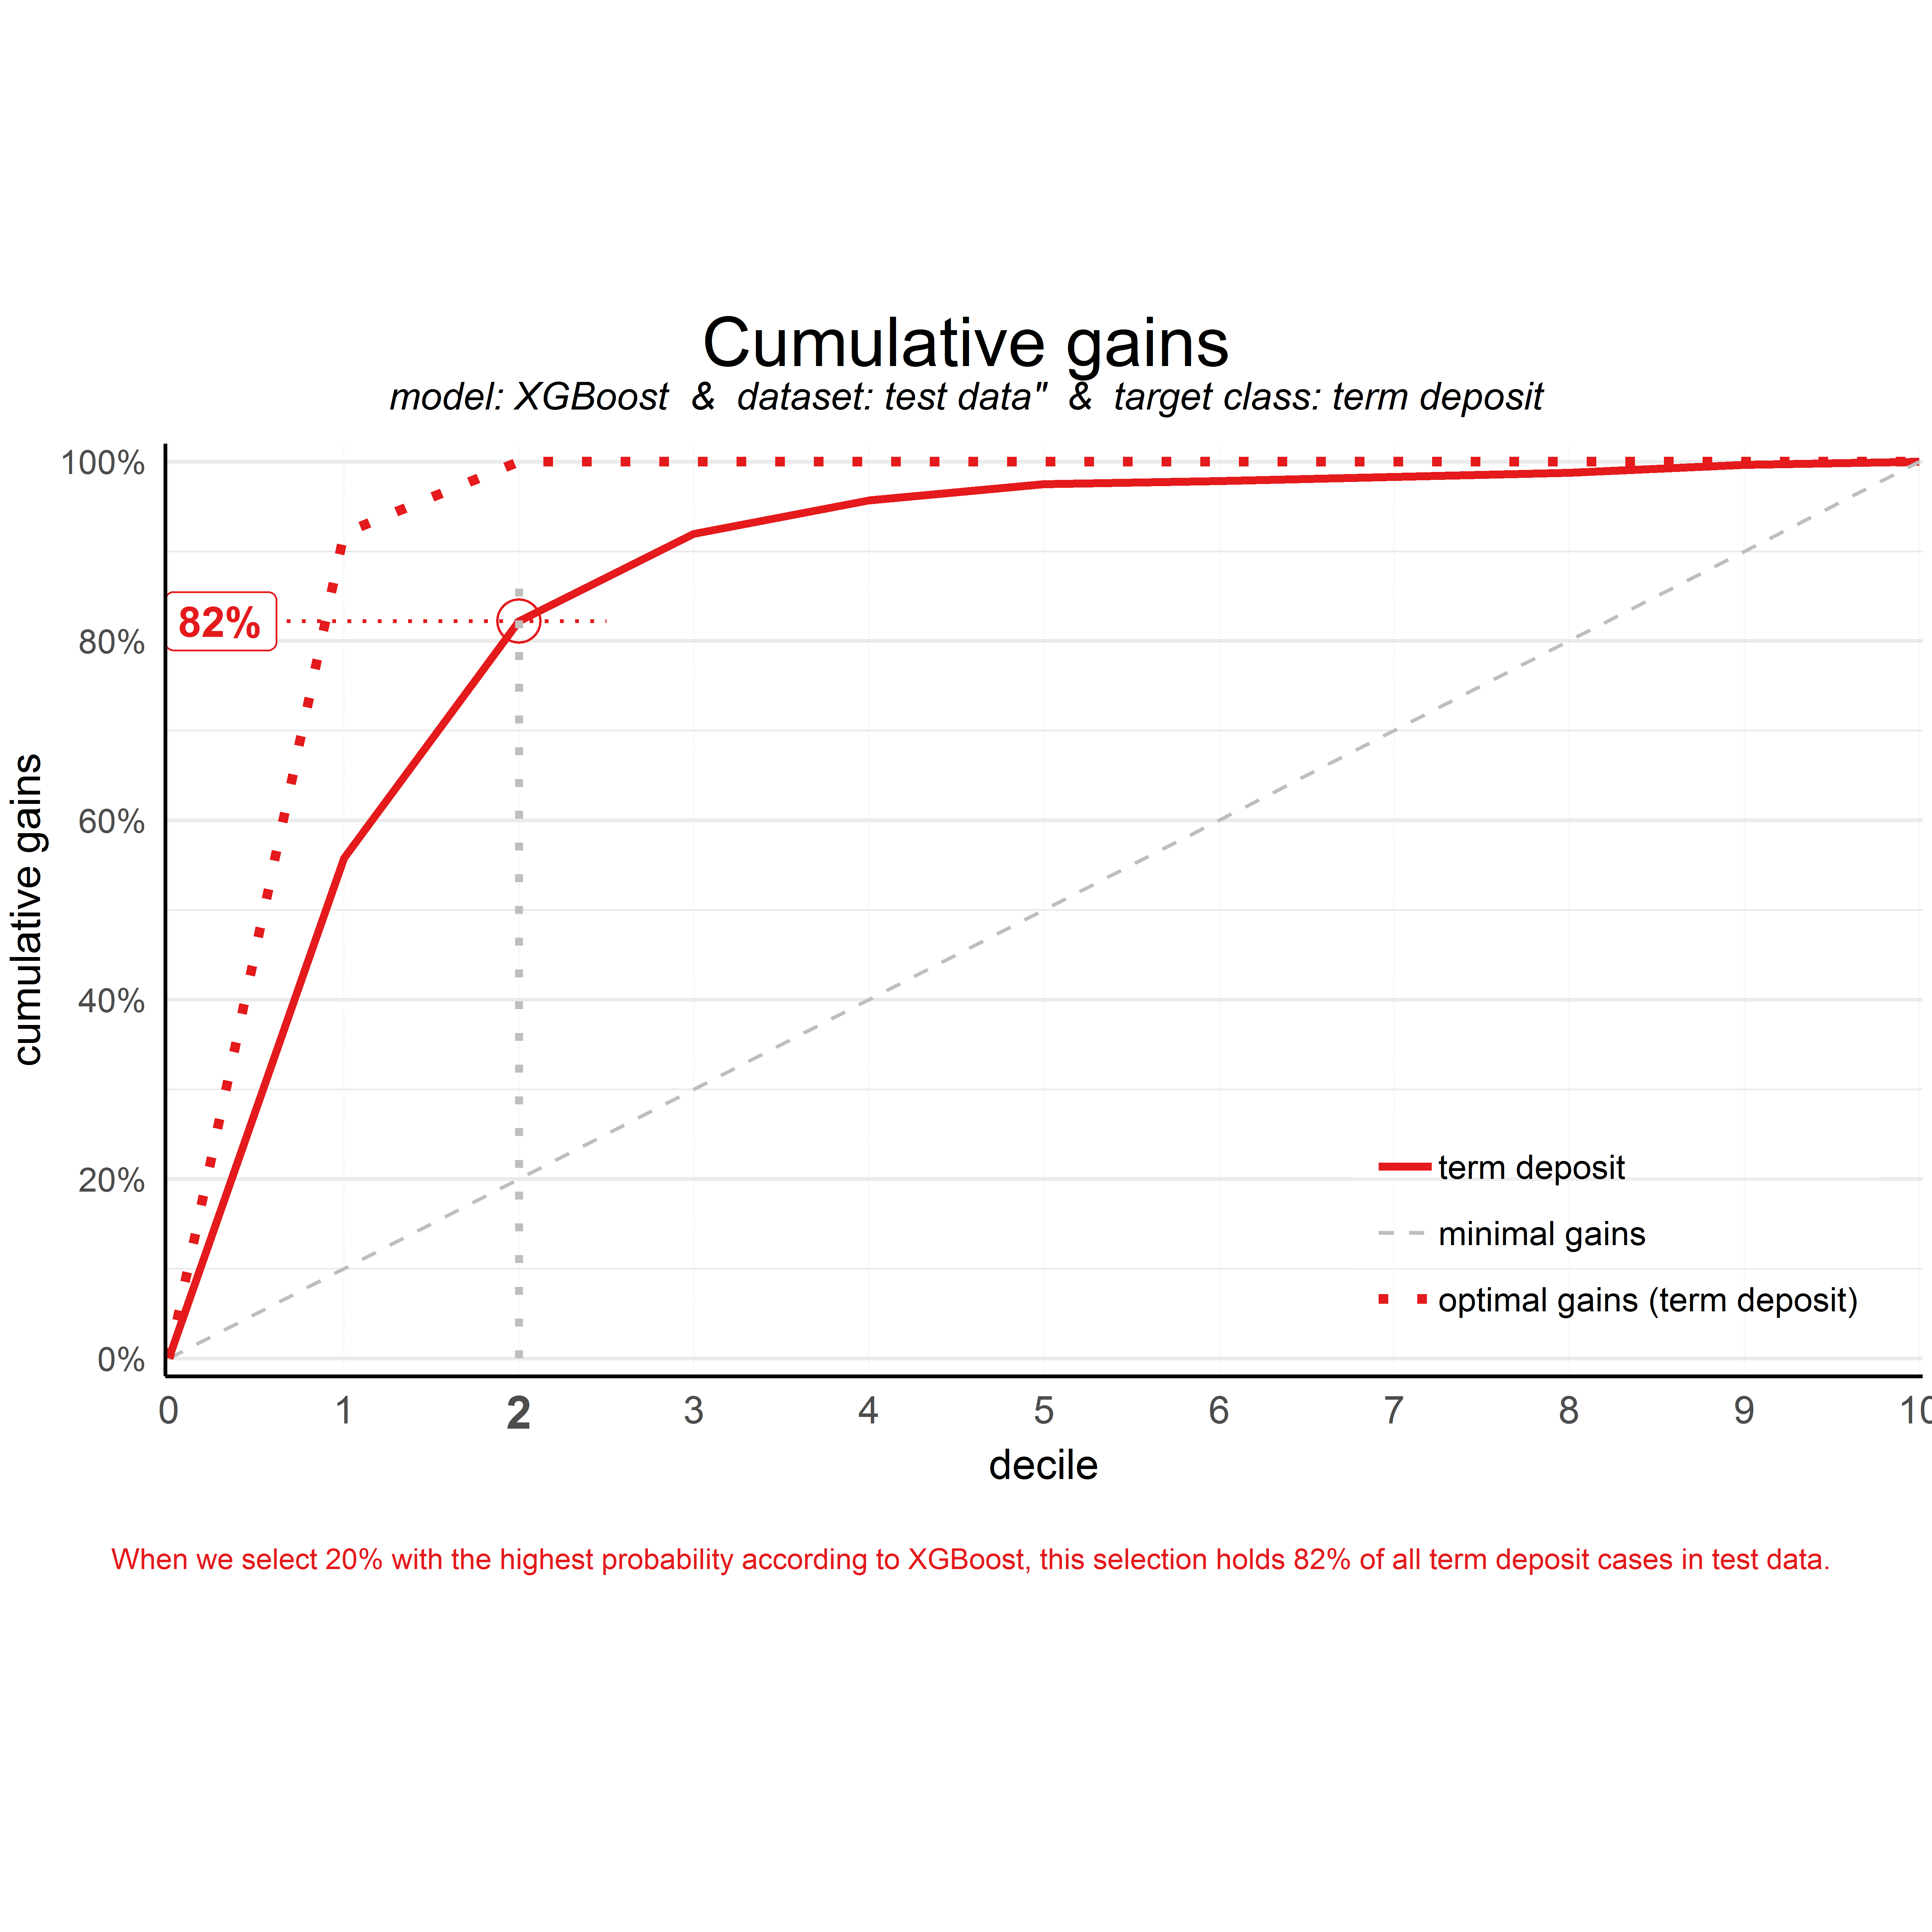 Cumulative gains
model: XGBoost & dataset: test data" & target class: term deposit
100%
82%
80%
60%
40%
20%
0%
cumulative gains
term deposit
minimal gains
optimal gains (term deposit)
0 1 2 3 4 5 6 7 8 9 10
decile
When we select 20% with the highest probability according to XGBoost, this selection holds 82% of all term deposit cases in test data.